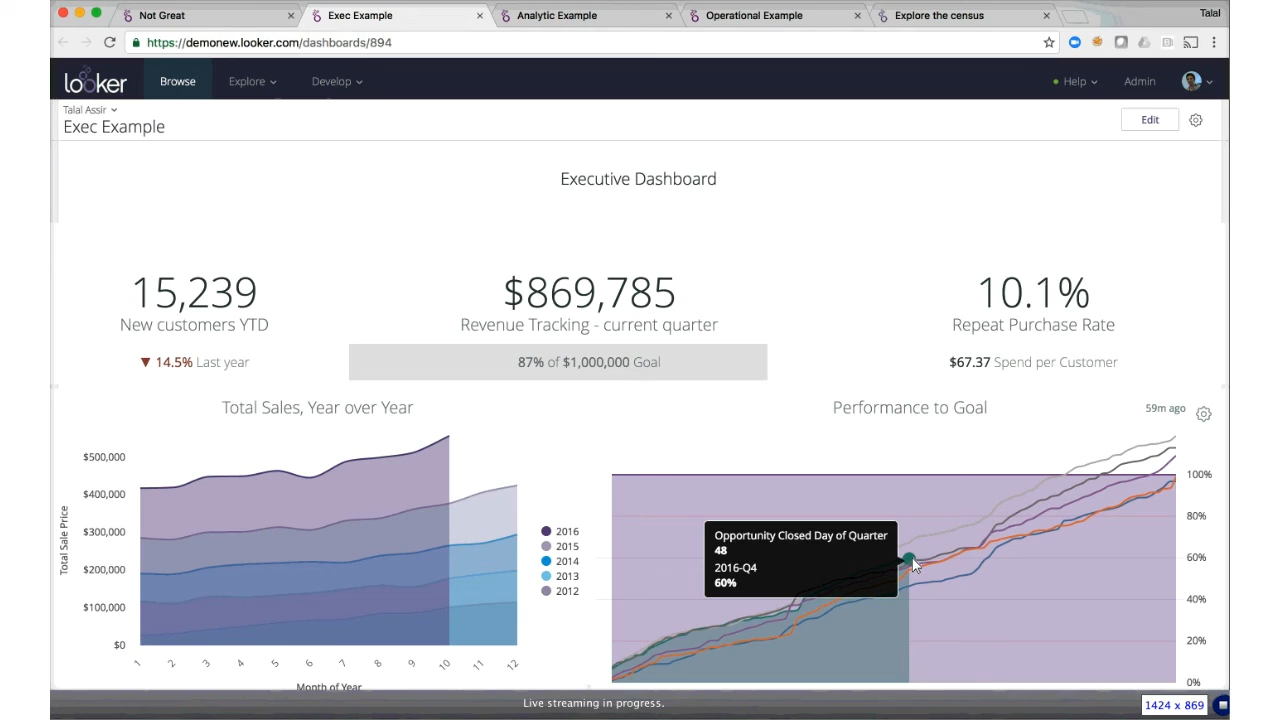 Not Great
Exec Example
Analytic Example
Operational Example
Explore the census
Talal
https://demonew.looker.com/dashboards/894
looker
Browse
Explore
Develop
Help
Admin
Talal Assir
Exec Example
Edit
Executive Dashboard
15,239
New customers YTD
▼ 14.5% Last year
$869,785
Revenue Tracking - current quarter
87% of $1,000,000 Goal
10.1%
Repeat Purchase Rate
$67.37 Spend per Customer
Total Sales, Year over Year
Total Sale Price
$500,000
$400,000
$300,000
$200,000
$100,000
$0
1 2 3 4 5 6 7 8 9 10 11 12
Month of Year
2016
2015
2014
2013
2012
Performance to Goal
59m ago
Opportunity Closed Day of Quarter
48
2016-Q4
60%
100%
80%
60%
40%
20%
0%
Live streaming in progress.
1424 x 869